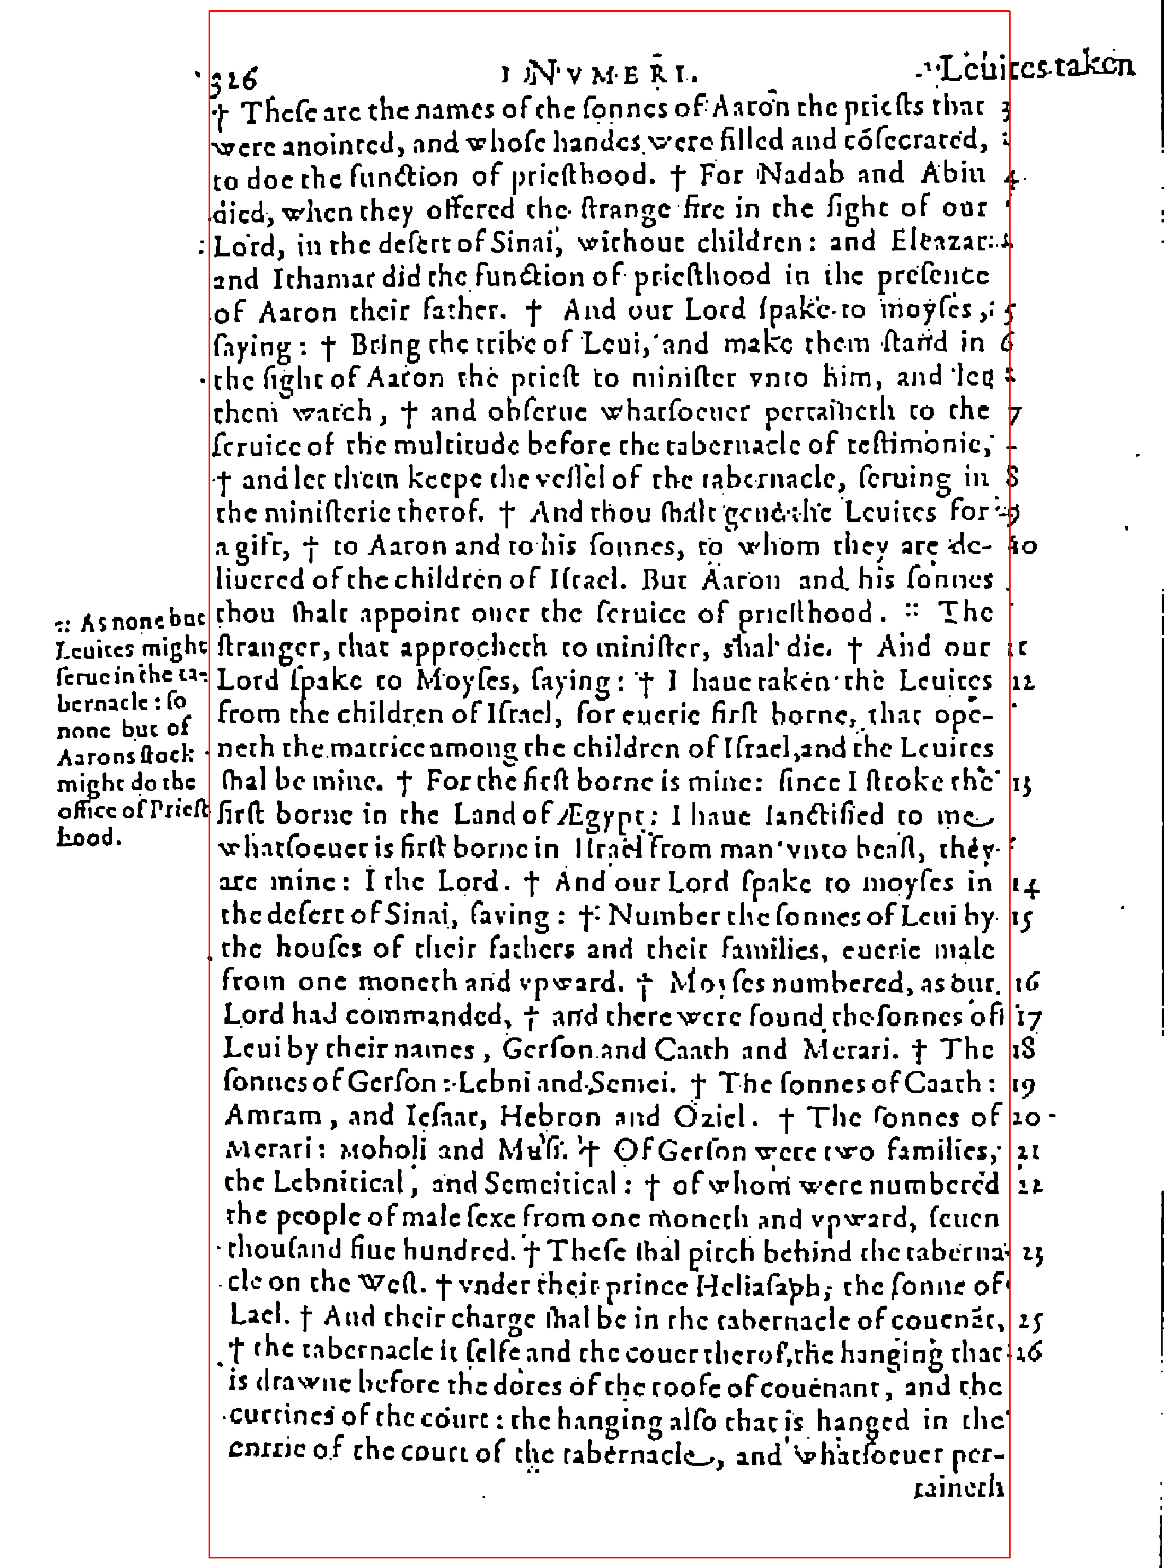 326 NVMERI. Leuites taken
† Theſe are the names of the ſonnes of Aaron the prieſts that 3
were anointed, and whoſe handes were filled and cōſecrated,
to doe the function of prieſthood. † For Nadab and Abiu 4
died, when they offered the ſtrange fire in the ſight of our
Lord, in the deſert of Sinai, without children: and Eleazar
and Ithamar did the function of prieſthood in the preſence
of Aaron their father. † And our Lord ſpake to moyſes, 5
ſaying: † Bring the tribe of Leui, and make them ſtand in 6
the ſight of Aaron the prieſt to miniſter vnto him, and let
them watch, † and obſerue whatſoeuer pertaineth to the 7
ſeruice of the multitude before the tabernacle of teſtimonie,
† and let them keepe the veſſel of the tabernacle, ſeruing in 8
the miniſterie therof. † And thou ſhalt geue the Leuites for 9
a gift, † to Aaron and to his ſonnes, to whom they are de- 10
liuered of the children of Iſrael. But Aaron and his ſonnes
thou ſhalt appoint ouer the ſeruice of prieſthood. :: The
ſtranger, that approcheth to miniſter, shal die. † And our 11
Lord ſpake to Moyſes, ſaying: † I haue taken the Leuites 12
from the children of Iſrael, for euerie firſt borne, that ope-
neth the matrice among the children of Iſrael, and the Leuites
ſhal be mine. † For the firſt borne is mine: ſince I ſtroke the 13
firſt borne in the Land of Ægypt: I haue ſanctified to me
whatſoeuer is firſt borne in Iſrael from man vnto beaſt, they
are mine: I the Lord. † And our Lord ſpake to moyſes in 14
the deſert of Sinai, ſaying: † Number the ſonnes of Leui by 15
the houſes of their fathers and their families, euerie male
from one moneth and vpward. † Moyſes numbered, as our 16
Lord had commanded, † and there were found the ſonnes of 17
Leui by their names, Gerſon and Caath and Merari. † The 18
ſonnes of Gerſon: Lebni and Semei. † The ſonnes of Caath: 19
Amram, and Ieſaar, Hebron and Oziel. † The ſonnes of 20
Merari: Moholi and Muſi. † Of Gerſon were two families, 21
the Lebnitical, and Semeitical: † of whom were numbered 22
the people of male ſexe from one moneth and vpward, ſeuen
thouſand fiue hundred. † Theſe ſhal pitch behind the taberna- 23
cle on the Weſt. † vnder their prince Heliaſaph, the ſonne of
Lael. † And their charge ſhal be in the tabernacle of couenāt, 25
† the tabernacle it ſelfe and the couer therof, the hanging that 26
is drawne before the dores of the roofe of couenant, and the
curtines of the court: the hanging alſo that is hanged in the
entrie of the court of the tabernacle, and whatſoeuer per-
taineth
:: As none but
Leuites might
ſerue in the ta-
bernacle: ſo
none but of
Aarons ſtock
might do the
office of Prieſt
hood.